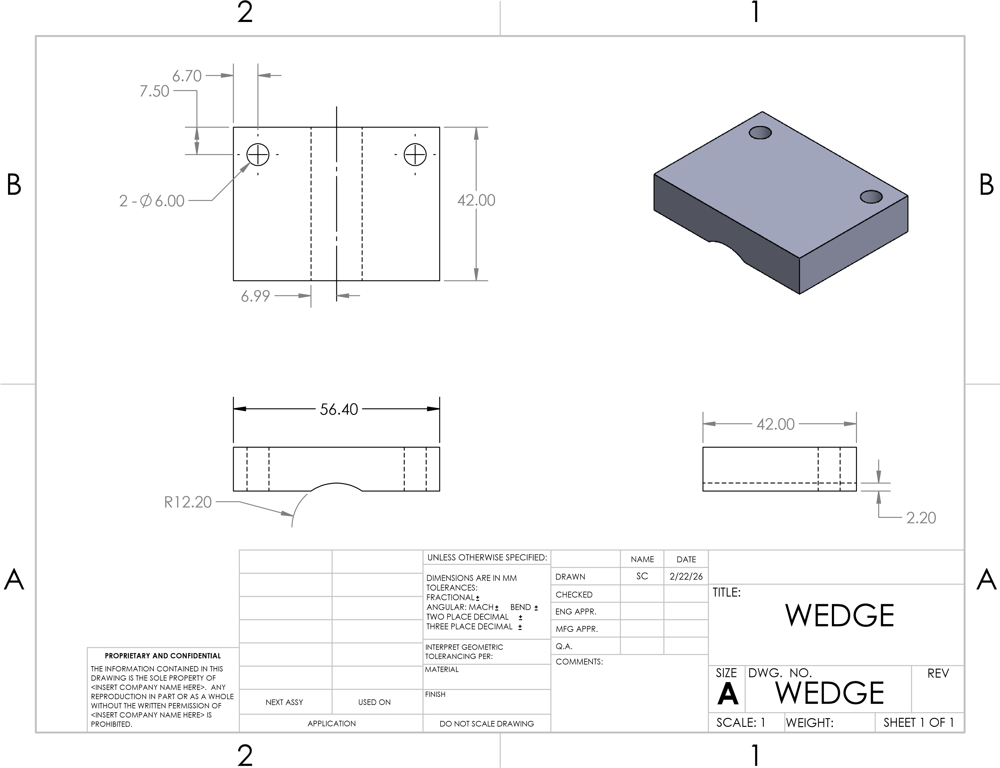 2 1
6.70
7.50
B B
2 - Ø 6.00
42.00
6.99
56.40
42.00
R12.20
2.20
A A
UNLESS OTHERWISE SPECIFIED:
DIMENSIONS ARE IN MM
TOLERANCES:
FRACTIONAL ±
ANGULAR: MACH ± BEND ±
TWO PLACE DECIMAL ±
THREE PLACE DECIMAL ±
INTERPRET GEOMETRIC
TOLERANCING PER:
MATERIAL
FINISH
DO NOT SCALE DRAWING
NAME DATE
DRAWN SC 2/22/26
CHECKED
ENG APPR.
MFG APPR.
Q.A.
COMMENTS:
TITLE:
WEDGE
SIZE DWG. NO. REV
A WEDGE
SCALE: 1 WEIGHT: SHEET 1 OF 1
PROPRIETARY AND CONFIDENTIAL
THE INFORMATION CONTAINED IN THIS
DRAWING IS THE SOLE PROPERTY OF
<INSERT COMPANY NAME HERE>. ANY
REPRODUCTION IN PART OR AS A WHOLE
WITHOUT THE WRITTEN PERMISSION OF
<INSERT COMPANY NAME HERE> IS
PROHIBITED.
NEXT ASSY USED ON
APPLICATION
2 1